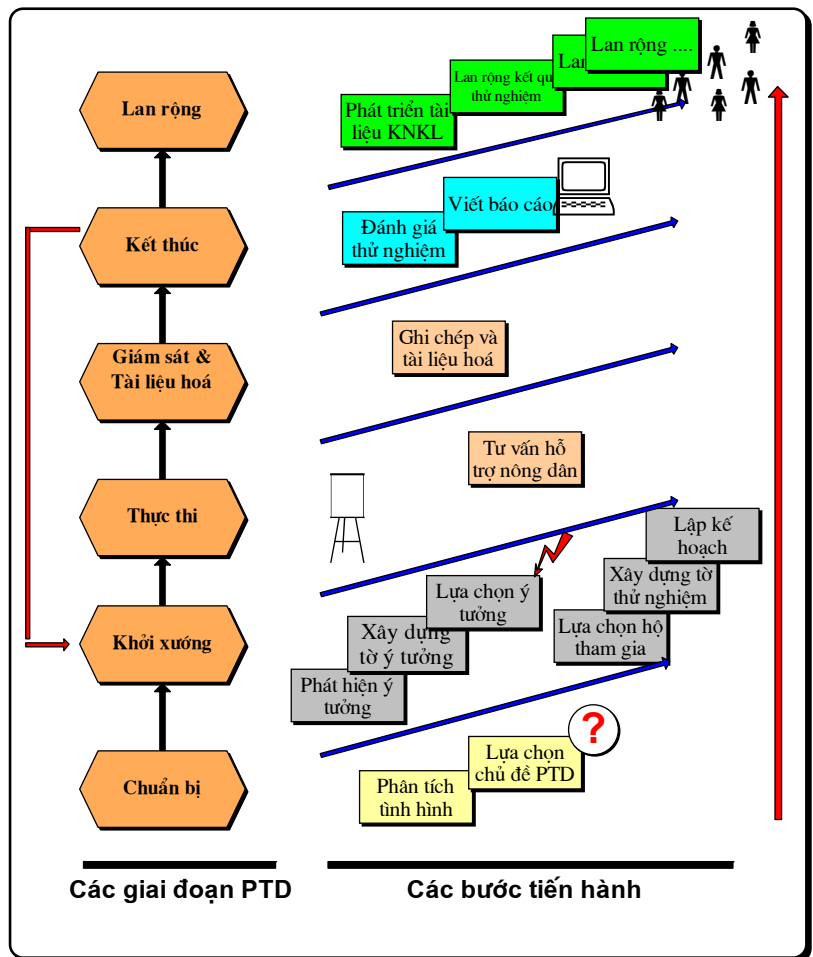 Lan rộng
Kết thúc
Giám sát &
Tài liệu hoá
Thực thi
Khởi xướng
Chuẩn bị
Các giai đoạn PTD
Lan rộng ....
Lan
Lan rộng kết qu
thử nghiệm
Phát triển tài
liệu KNKL
Viết báo cáo
Đánh giá
thử nghiệm
Ghi chép và
tài liệu hoá
Tư vấn hỗ
trợ nông dân
Lập kế
hoạch
Xây dựng tờ
thử nghiệm
Lựa chọn hộ
tham gia
Lựa chọn ý
tưởng
Xây dựng
tờ ý tưởng
Phát hiện ý
tưởng
?
Lựa chọn
chủ đề PTD
Phân tích
tình hình
Các bước tiến hành